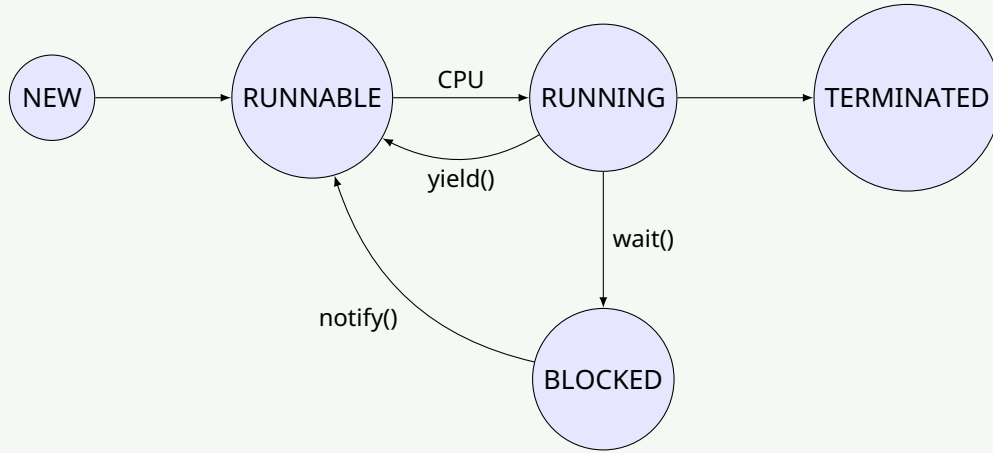 NEW
RUNNABLE
CPU
RUNNING
TERMINATED
yield()
wait()
notify()
BLOCKED